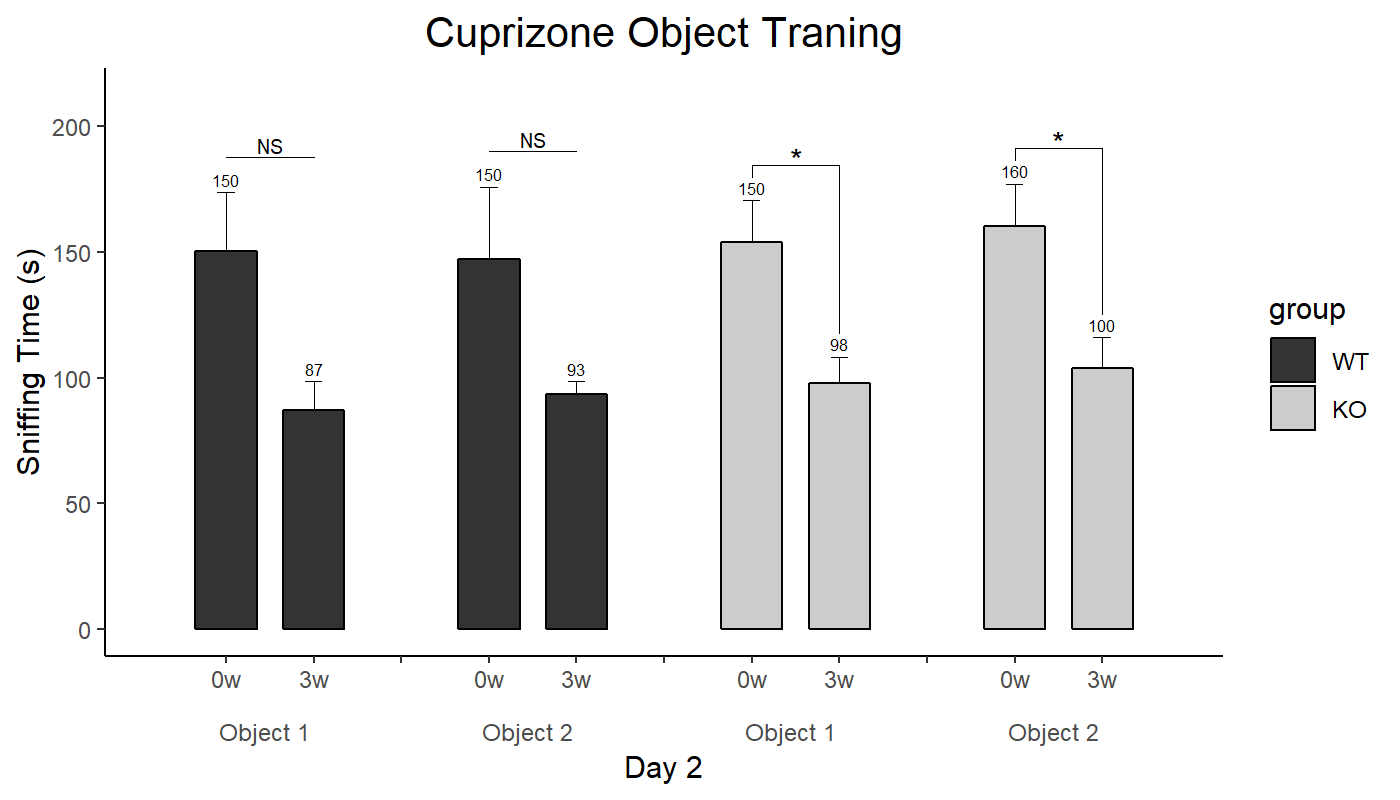 Cuprizone Object Traning
Sniffing Time (s)
200
150
100
50
0
NS
150
87
NS
150
93
*
150
98
*
160
100
0w 3w 0w 3w 0w 3w 0w 3w
Object 1 Object 2 Object 1 Object 2
Day 2
group
WT
KO